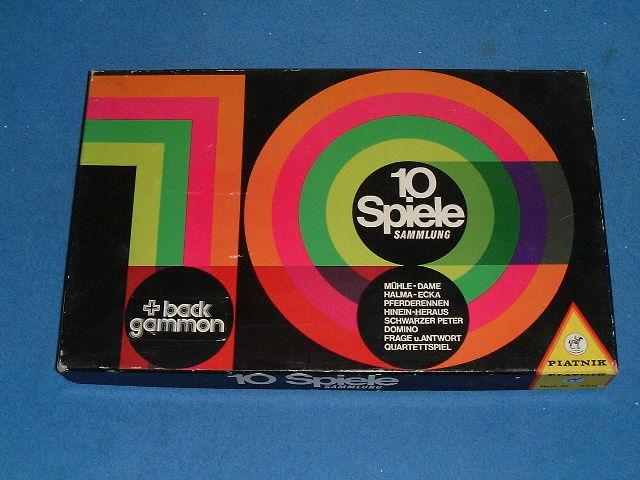 10
Spiele
SAMMLUNG
MÜHLE-DAME
HALMA-ECKA
PFERDERENNEN
HINEIN-HERAUS
SCHWARZER PETER
DOMINO
FRAGE u.ANTWORT
QUARTETTSPIEL
+ back
gammon
PIATNIK
10 Spiele
SAMMLUNG
PIATNIK